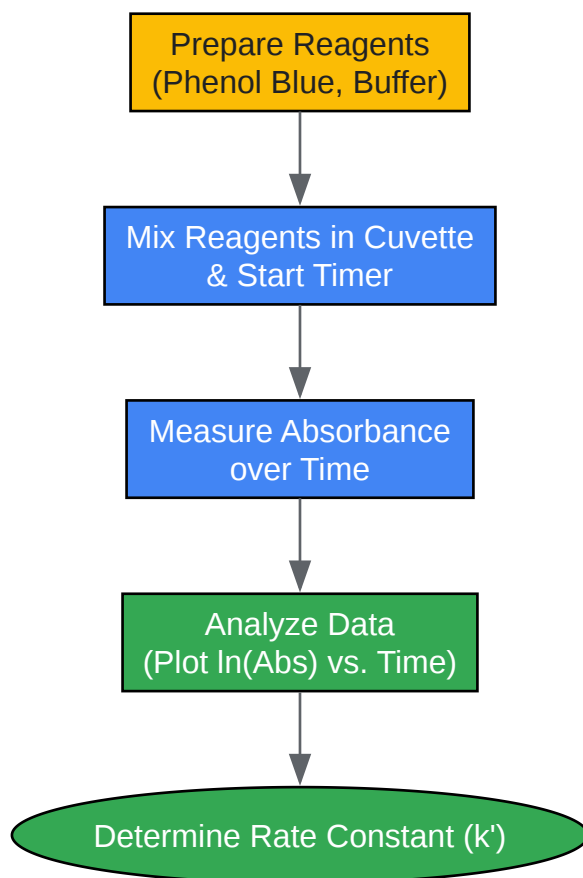 Prepare Reagents
(Phenol Blue, Buffer)
Mix Reagents in Cuvette
& Start Timer
Measure Absorbance
over Time
Analyze Data
(Plot ln(Abs) vs. Time)
Determine Rate Constant (k')